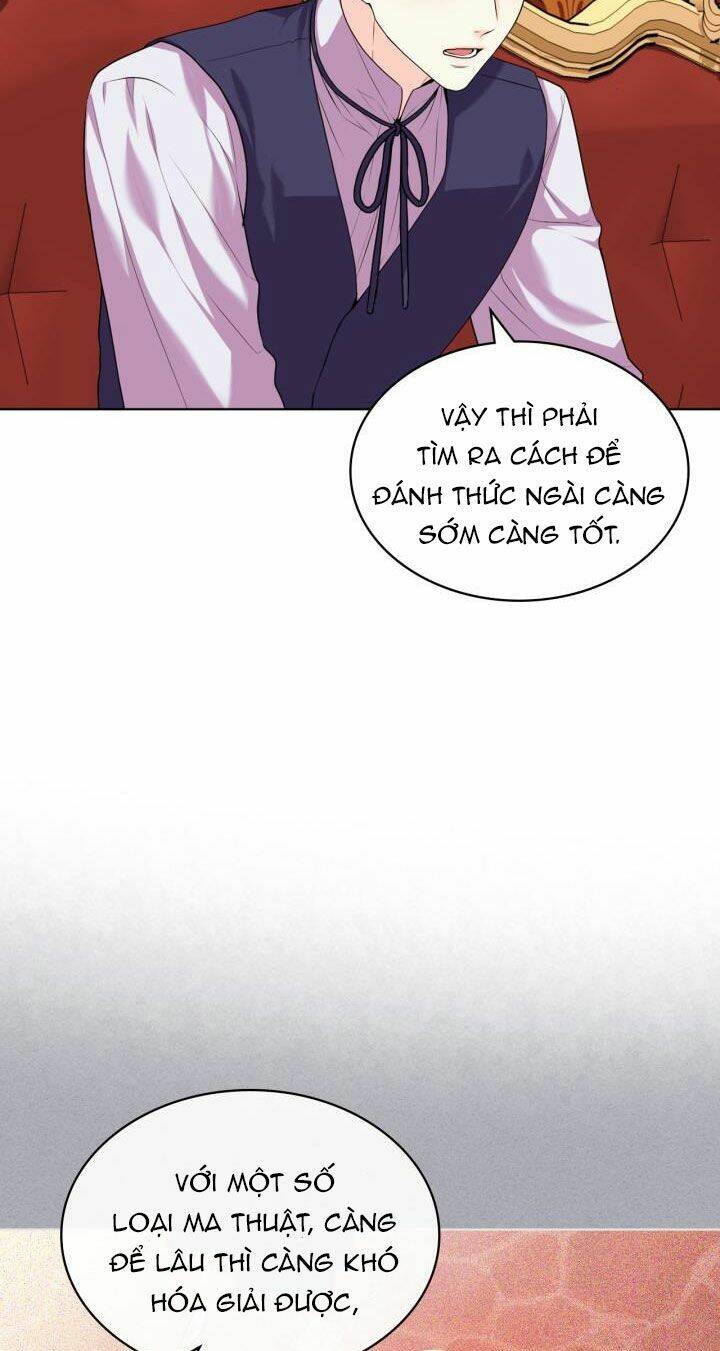 VẬY THÌ PHẢI
TÌM RA CÁCH ĐỂ
ĐÁNH THỨC NGÀI CÀNG
SỚM CÀNG TỐT.
VỚI MỘT SỐ
LOẠI MA THUẬT, CÀNG
ĐỂ LÂU THÌ CÀNG KHÓ
HÓA GIẢI ĐƯỢC,